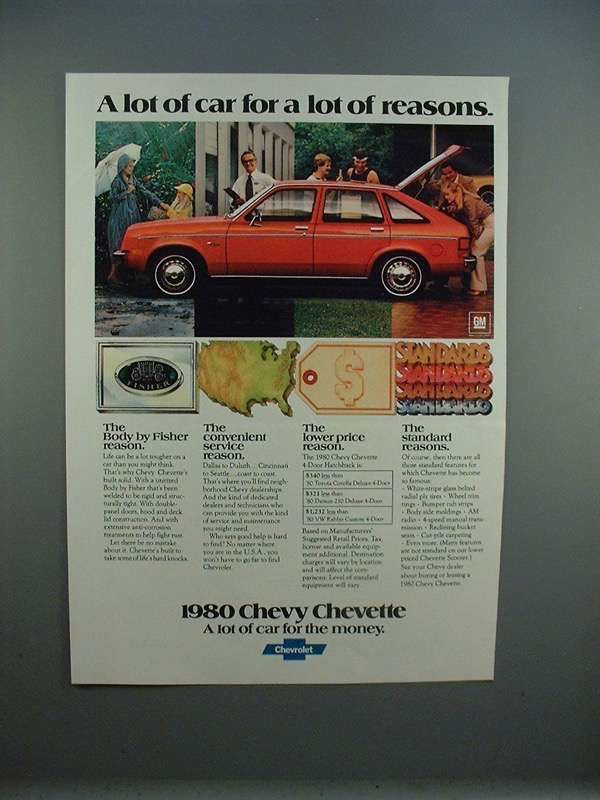 A lot of car for a lot of reasons.
GM
FISHER
$
STANDARDS
STANDARDS
STANDARDS
STANDARDS
The
Body by Fisher
reason.
Life can be a lot tougher on a
car than you might think.
That's why Chevy Chevette's
built solid. With a unitized
Body by Fisher that's been
welded to be rigid and struc-
turally tight. With double-
panel doors, hood and deck
lid construction. And with
extensive anti-corrosion
treatments to help fight rust.
Let there be no mistake
about it. Chevette's built to
take some of life's hard knocks.
The
convenient
service
reason.
Dallas to Duluth... Cincinnati
to Seattle... coast to coast.
That's where you'll find neigh-
borhood Chevy dealerships.
And the kind of dedicated
dealers and technicians who
can provide you with the kind
of service and maintenance
you might need.
Who says good help is hard
to find? No matter where
you are in the U.S.A., you
won't have to go far to find
Chevrolet.
The
lower price
reason.
The 1980 Chevy Chevette
4-Door Hatchback is:
$340 less than
'80 Toyota Corolla Deluxe 4-Door
$321 less than
'80 Datsun 210 Deluxe 4-Door
$1,232 less than
'80 VW Rabbit Custom 4-Door
Based on Manufacturers'
Suggested Retail Prices. Tax,
license and available equip-
ment additional. Destination
charges will vary by location
and will affect the com-
parisons. Level of standard
equipment will vary.
The
standard
reasons.
Of course, then there are all
those standard features for
which Chevette has become
so famous:
- White-stripe glass belted
radial ply tires - Wheel trim
rings - Bumper rub strips
- Body side moldings - AM
radio - 4-speed manual trans-
mission - Reclining bucket
seats - Cut-pile carpeting
- Even more. (Many features
are not standard on our lower
priced Chevette Scooter.)
See your Chevy dealer
about buying or leasing a
1980 Chevy Chevette.
1980 Chevy Chevette
A lot of car for the money.
Chevrolet